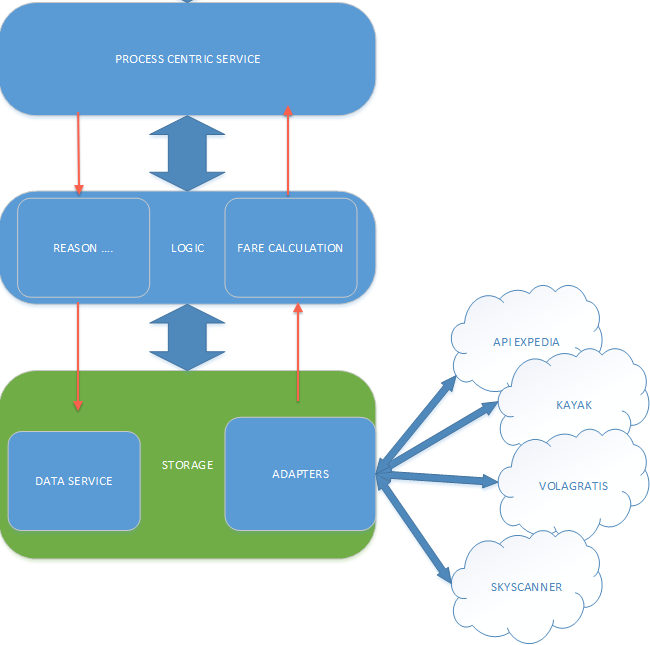 PROCESS CENTRIC SERVICE
REASON ....
LOGIC
FARE CALCULATION
API EXPEDIA
KAYAK
STORAGE
DATA SERVICE
ADAPTERS
VOLAGRATIS
SKYSCANNER